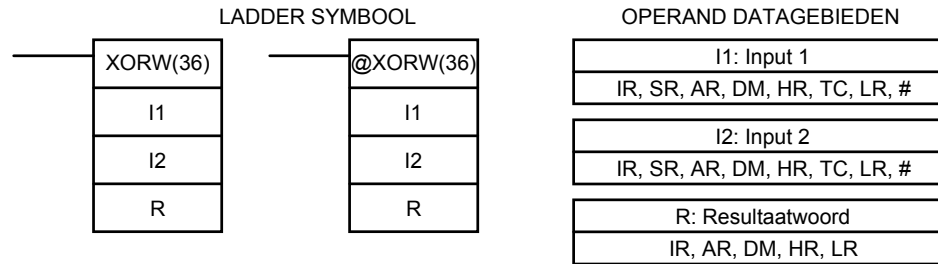 LADDER SYMBOOL
XORW(36)
I1
I2
R
@XORW(36)
I1
I2
R
OPERAND DATAGEBIEDEN
I1: Input 1
IR, SR, AR, DM, HR, TC, LR, #
I2: Input 2
IR, SR, AR, DM, HR, TC, LR, #
R: Resultaatwoord
IR, AR, DM, HR, LR